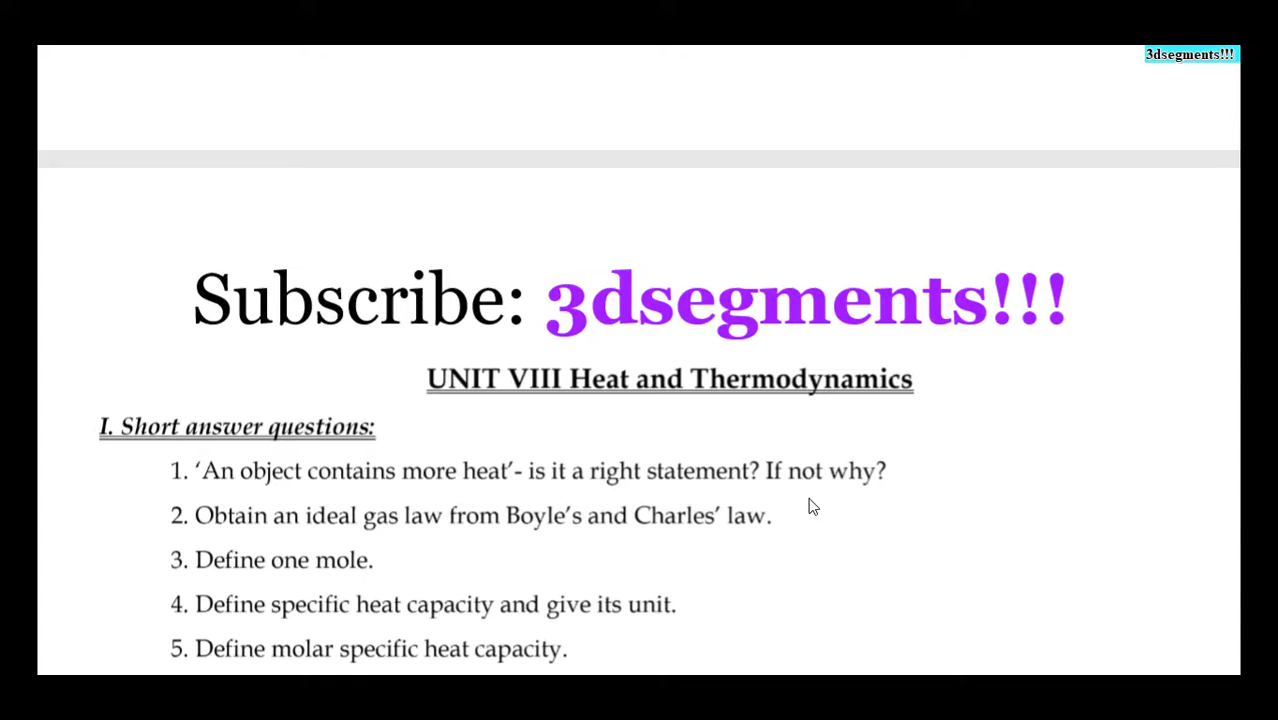 3dsegments!!!
Subscribe: 3dsegments!!!
UNIT VIII Heat and Thermodynamics
I. Short answer questions:
1. ‘An object contains more heat’- is it a right statement? If not why?
2. Obtain an ideal gas law from Boyle’s and Charles’ law.
3. Define one mole.
4. Define specific heat capacity and give its unit.
5. Define molar specific heat capacity.